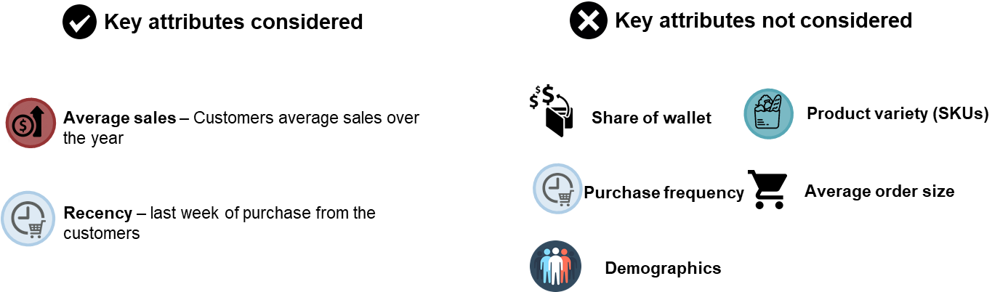 Key attributes considered
Average sales – Customers average sales over
the year
Recency – last week of purchase from the
customers
Key attributes not considered
Share of wallet
Product variety (SKUs)
Purchase frequency
Average order size
Demographics